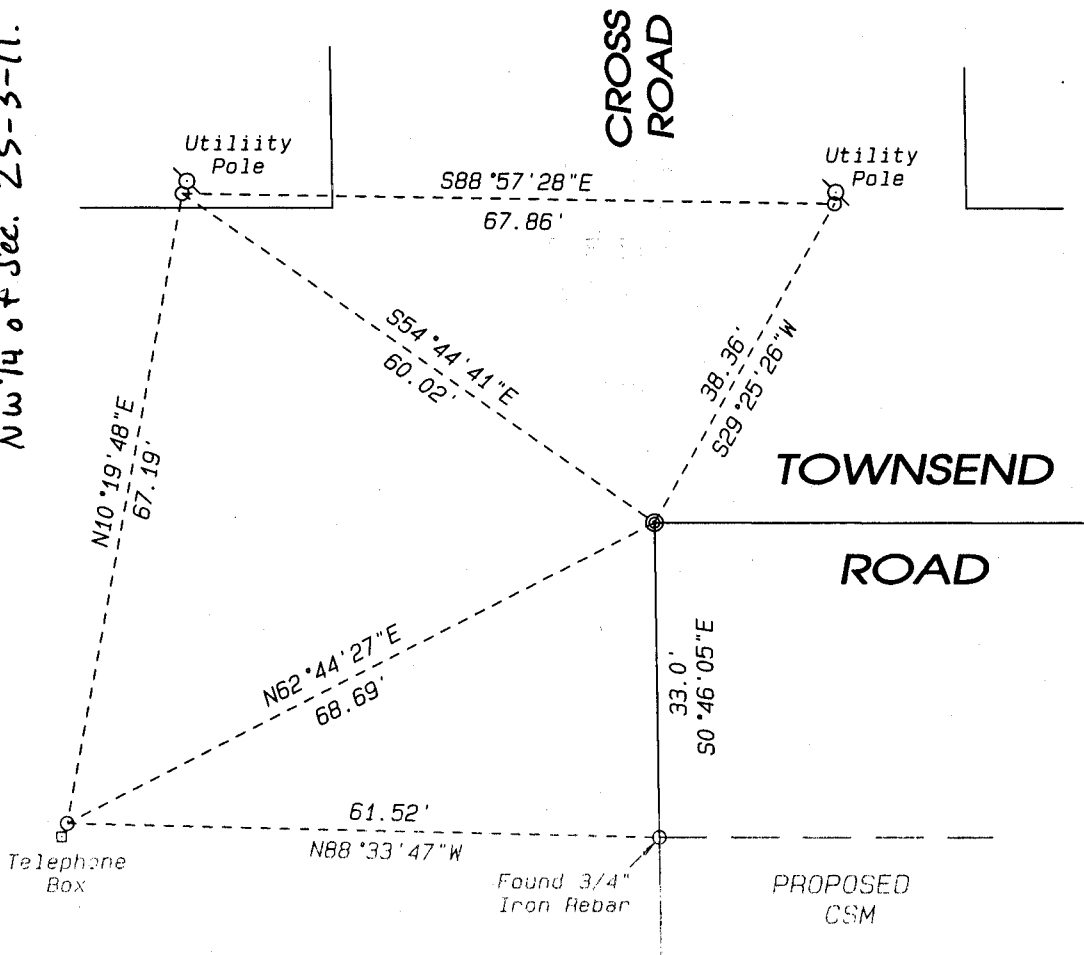 NW 1/4 of Sec. 25-3-11.
CROSS
ROAD
Utiliity
Pole
Utility
Pole
S88°57'28"E
67.86'
S54°44'41"E
60.02'
38.36'
S29°25'26"W
N10°19'48"E
67.19'
TOWNSEND
ROAD
N62°44'27"E
68.69'
33.0'
S0°46'05"E
61.52'
N88°33'47"W
Telephone
Box
Found 3/4"
Iron Rebar
PROPOSED
CSM